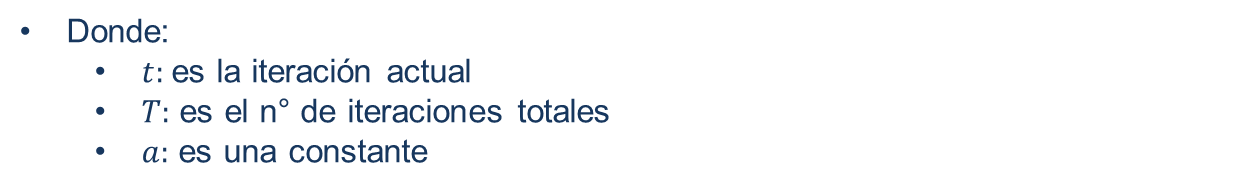 • Donde:
• t: es la iteración actual
• T: es el n° de iteraciones totales
• a: es una constante